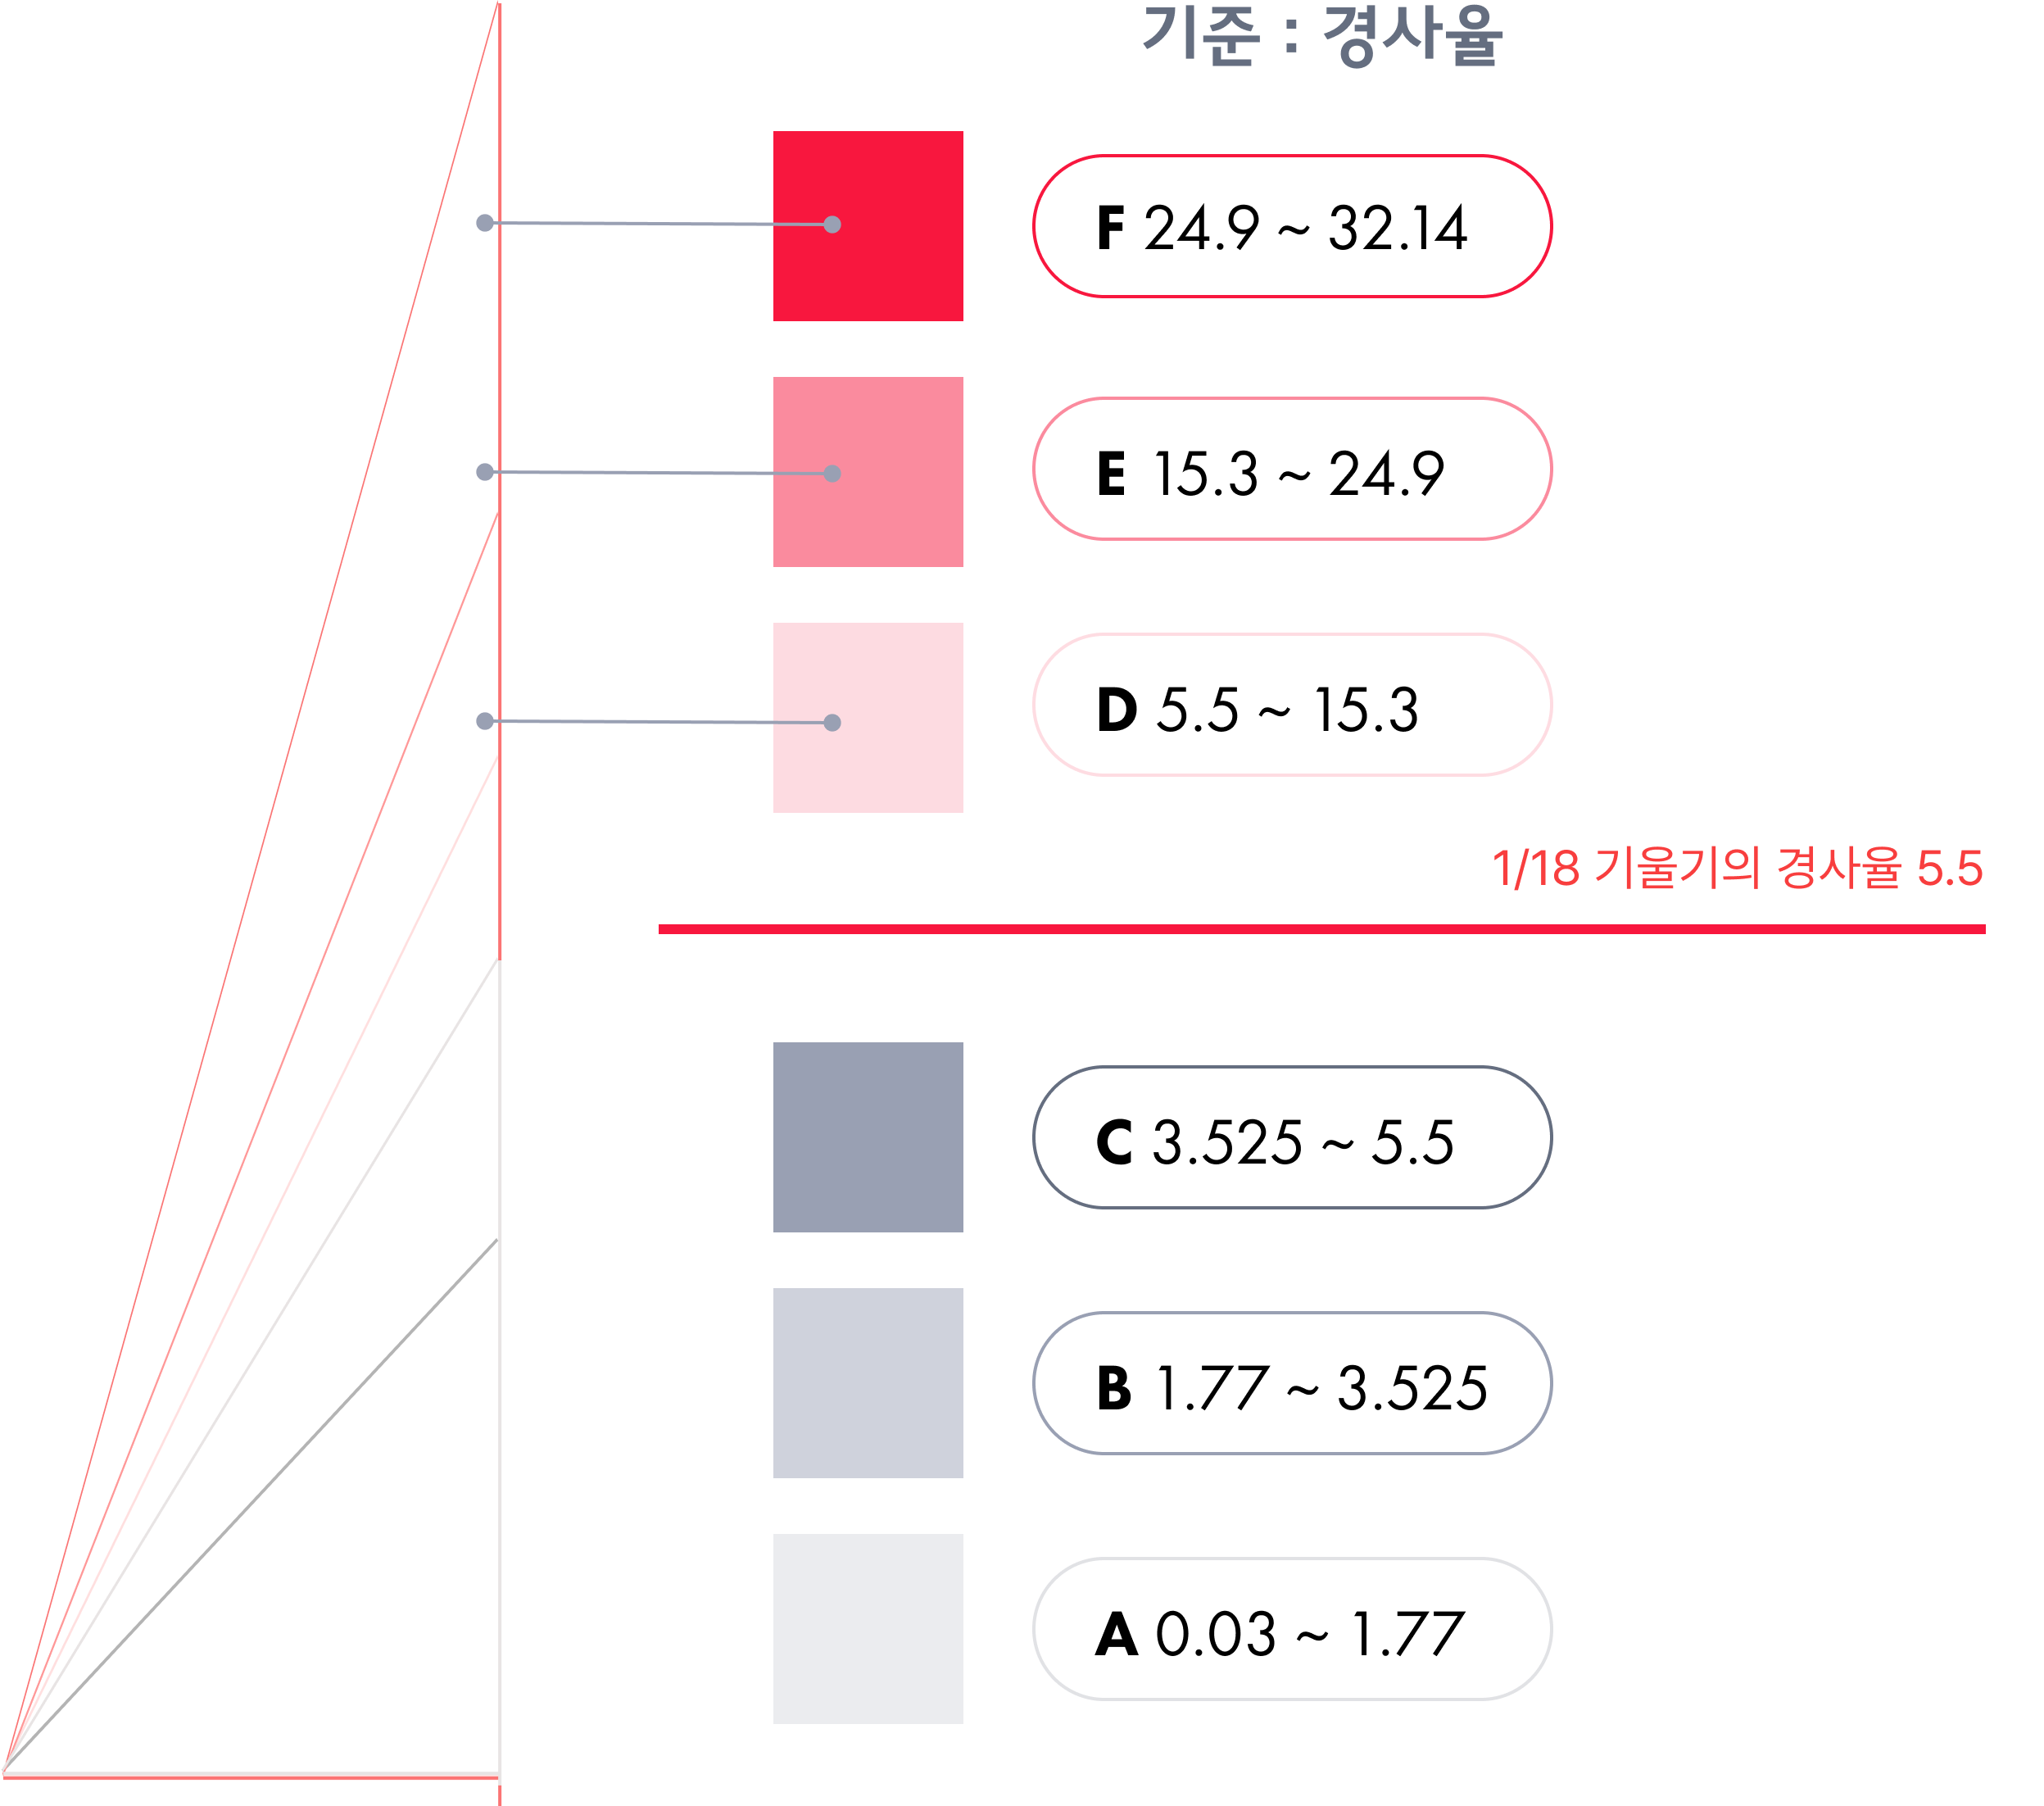 기준 : 경사율
F 24.9 ~ 32.14
E 15.3 ~ 24.9
D 5.5 ~ 15.3
1/18 기울기의 경사율 5.5
C 3.525 ~ 5.5
B 1.77 ~ 3.525
A 0.03 ~ 1.77